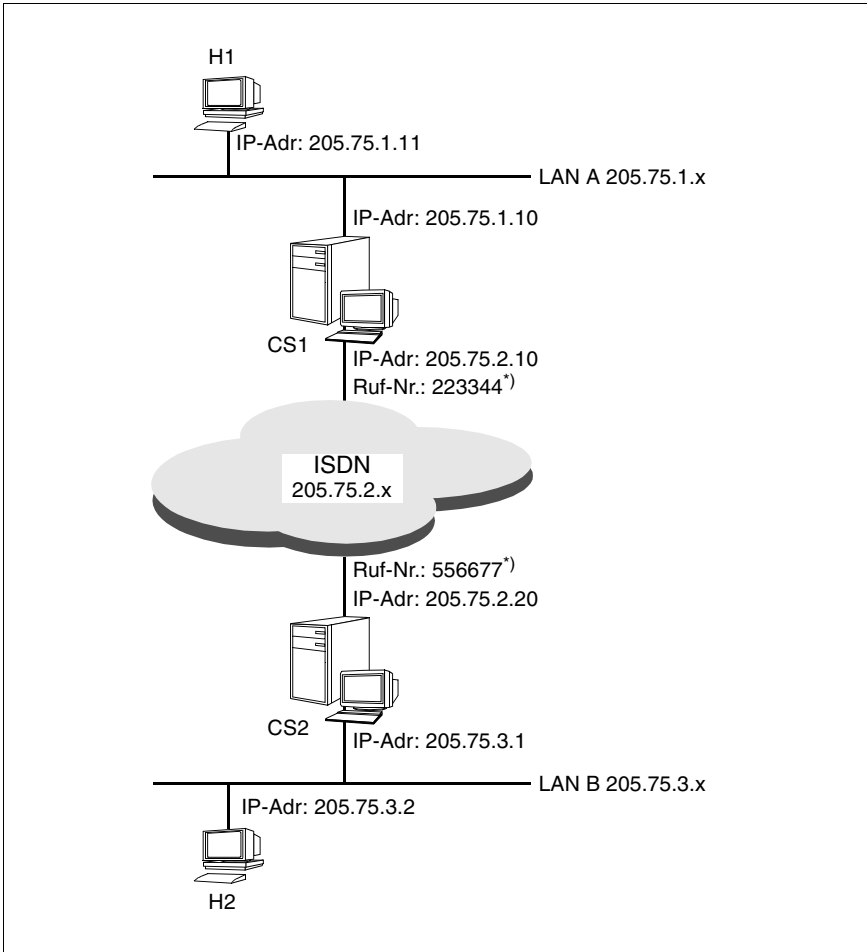 H1
IP-Adr: 205.75.1.11
LAN A 205.75.1.x
IP-Adr: 205.75.1.10
CS1
IP-Adr: 205.75.2.10
Ruf-Nr.: 223344*)
ISDN
205.75.2.x
Ruf-Nr.: 556677*)
IP-Adr: 205.75.2.20
CS2
IP-Adr: 205.75.3.1
LAN B 205.75.3.x
IP-Adr: 205.75.3.2
H2